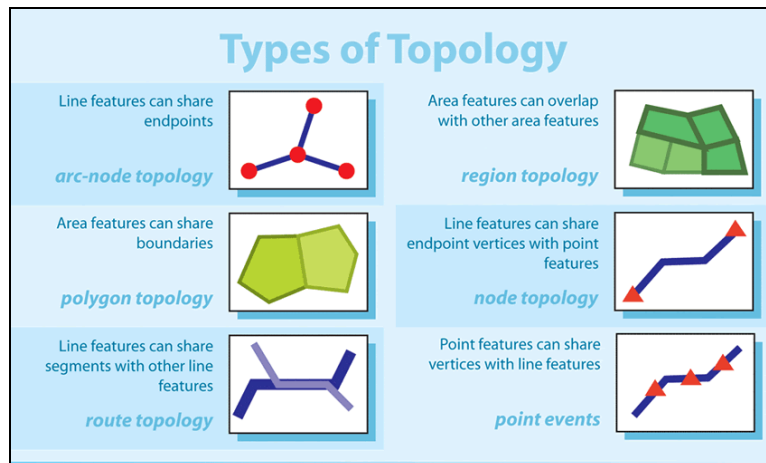 Types of Topology
Line features can share
endpoints
arc-node topology
Area features can overlap
with other area features
region topology
Area features can share
boundaries
polygon topology
Line features can share
endpoint vertices with point
features
node topology
Line features can share
segments with other line
features
route topology
Point features can share
vertices with line features
point events